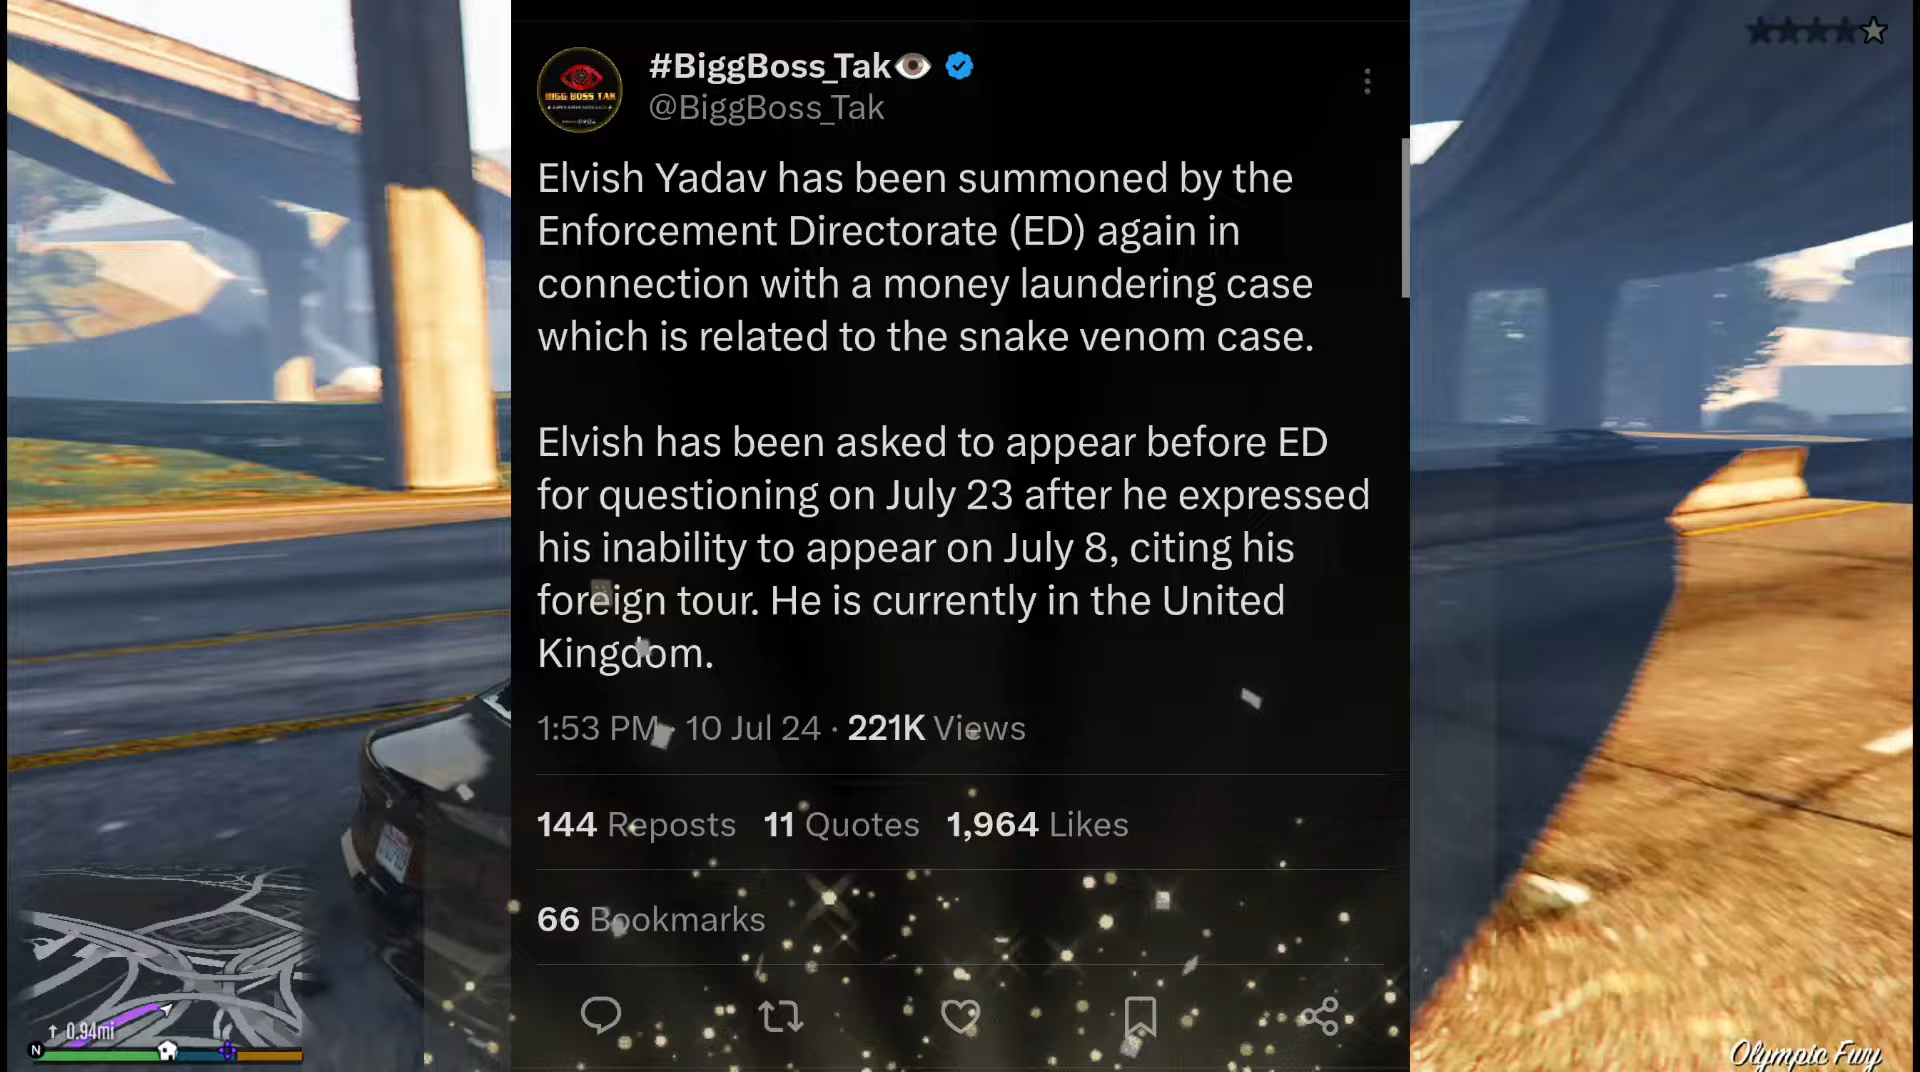 #BiggBoss_Tak👁
@BiggBoss_Tak
BIGG BOSS TAK
Elvish Yadav has been summoned by the
Enforcement Directorate (ED) again in
connection with a money laundering case
which is related to the snake venom case.
Elvish has been asked to appear before ED
for questioning on July 23 after he expressed
his inability to appear on July 8, citing his
foreign tour. He is currently in the United
Kingdom.
1:53 PM · 10 Jul 24 · 221K Views
144 Reposts 11 Quotes 1,964 Likes
66 Bookmarks
0.94mi
N
Olympic Fwy